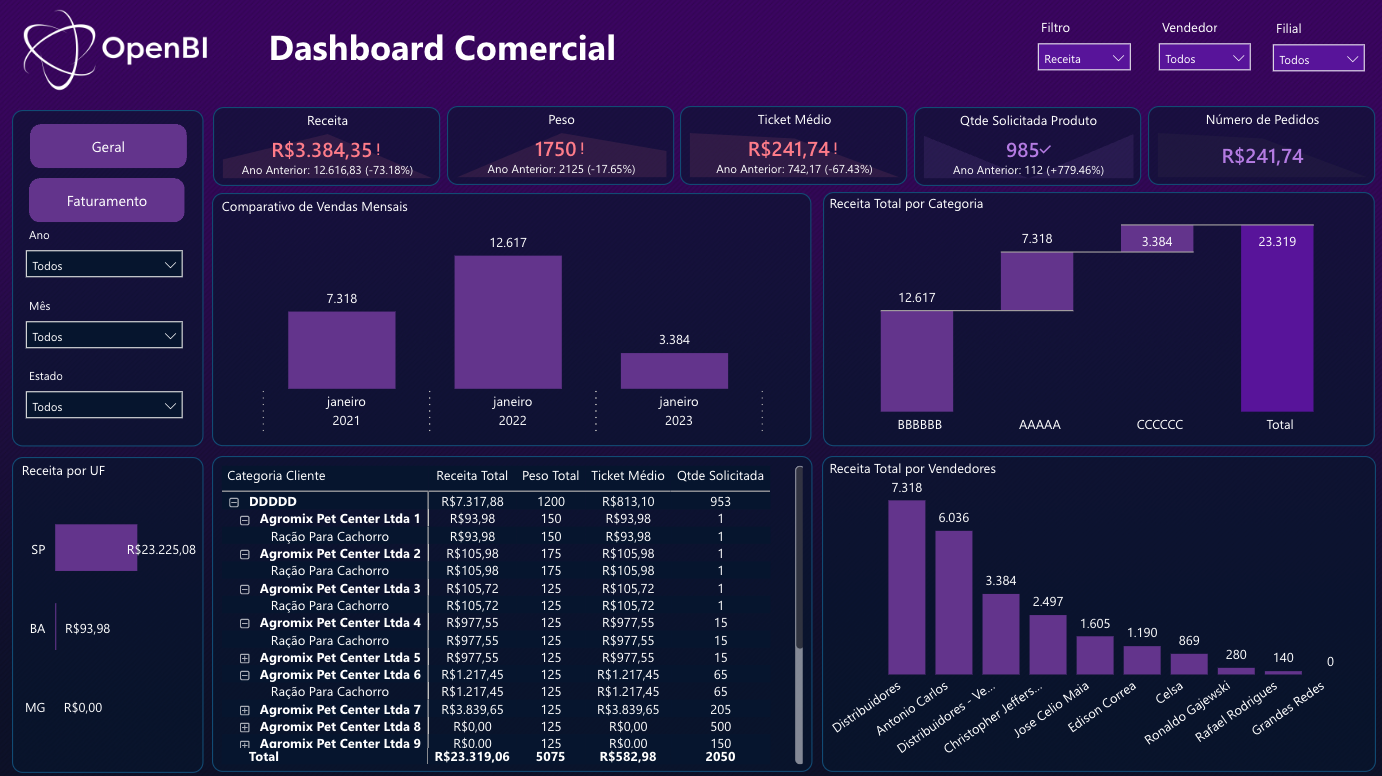 OpenBI
Dashboard Comercial
Filtro
Receita
Vendedor
Todos
Filial
Todos
Geral
Faturamento
Ano
Todos
Mês
Todos
Estado
Todos
Receita
R$3.384,35!
Ano Anterior: 12.616,83 (-73.18%)
Peso
1750!
Ano Anterior: 2125 (-17.65%)
Ticket Médio
R$241,74!
Ano Anterior: 742,17 (-67.43%)
Qtde Solicitada Produto
985✓
Ano Anterior: 112 (+779.46%)
Número de Pedidos
R$241,74
Comparativo de Vendas Mensais
7.318
12.617
3.384
janeiro janeiro janeiro
2021 2022 2023
Receita Total por Categoria
12.617
7.318
3.384
23.319
BBBBBB AAAAA CCCCCC Total
Receita por UF
SP R$23.225,08
BA R$93,98
MG R$0,00
Categoria Cliente Receita Total Peso Total Ticket Médio Qtde Solicitada
DDDDD R$7.317,88 1200 R$813,10 953
Agromix Pet Center Ltda 1 R$93,98 150 R$93,98 1
Ração Para Cachorro R$93,98 150 R$93,98 1
Agromix Pet Center Ltda 2 R$105,98 175 R$105,98 1
Ração Para Cachorro R$105,98 175 R$105,98 1
Agromix Pet Center Ltda 3 R$105,72 125 R$105,72 1
Ração Para Cachorro R$105,72 125 R$105,72 1
Agromix Pet Center Ltda 4 R$977,55 125 R$977,55 15
Ração Para Cachorro R$977,55 125 R$977,55 15
Agromix Pet Center Ltda 5 R$977,55 125 R$977,55 15
Agromix Pet Center Ltda 6 R$1.217,45 125 R$1.217,45 65
Ração Para Cachorro R$1.217,45 125 R$1.217,45 65
Agromix Pet Center Ltda 7 R$3.839,65 125 R$3.839,65 205
Agromix Pet Center Ltda 8 R$0,00 125 R$0,00 500
Agromix Pet Center Ltda 9 R$0,00 125 R$0,00 150
Total R$23.319,06 5075 R$582,98 2050
Receita Total por Vendedores
7.318
6.036
3.384
2.497
1.605
1.190
869
280
140
0
Distribuidores
Antonio Carlos
Distribuidores - Ve...
Christopher Jeffers...
Jose Celio Maia
Edison Correa
Celsa
Ronaldo Gajewski
Rafael Rodrigues
Grandes Redes